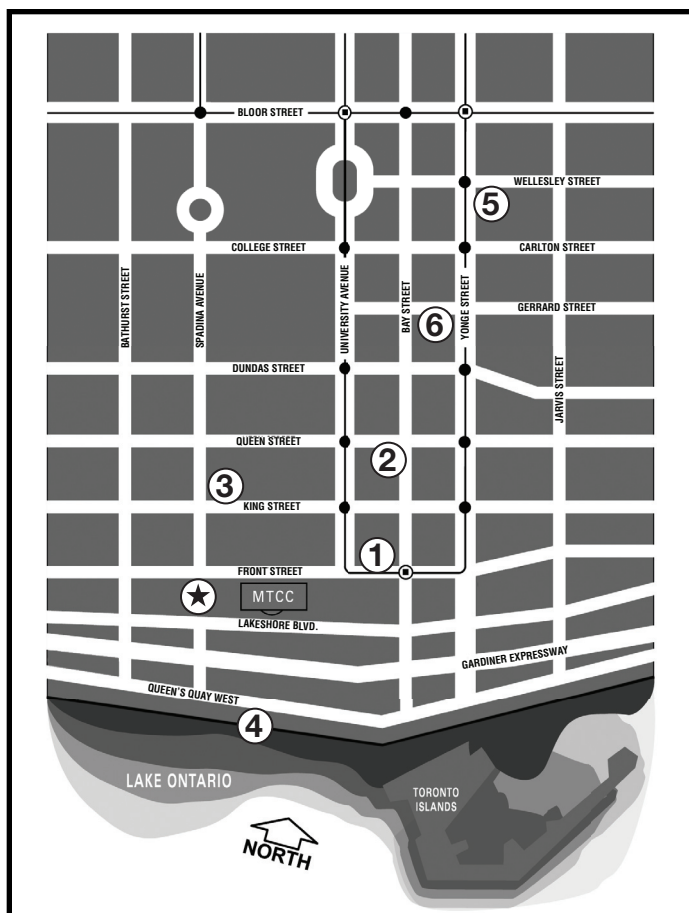 BLOOR STREET
WELLESLEY STREET
5
COLLEGE STREET
CARLTON STREET
BATHURST STREET
SPADINA AVENUE
UNIVERSITY AVENUE
BAY STREET
YONGE STREET
GERRARD STREET
6
DUNDAS STREET
JARVIS STREET
QUEEN STREET
2
3
KING STREET
1
FRONT STREET
MTCC
LAKESHORE BLVD.
GARDINER EXPRESSWAY
QUEEN'S QUAY WEST
4
LAKE ONTARIO
TORONTO
ISLANDS
NORTH